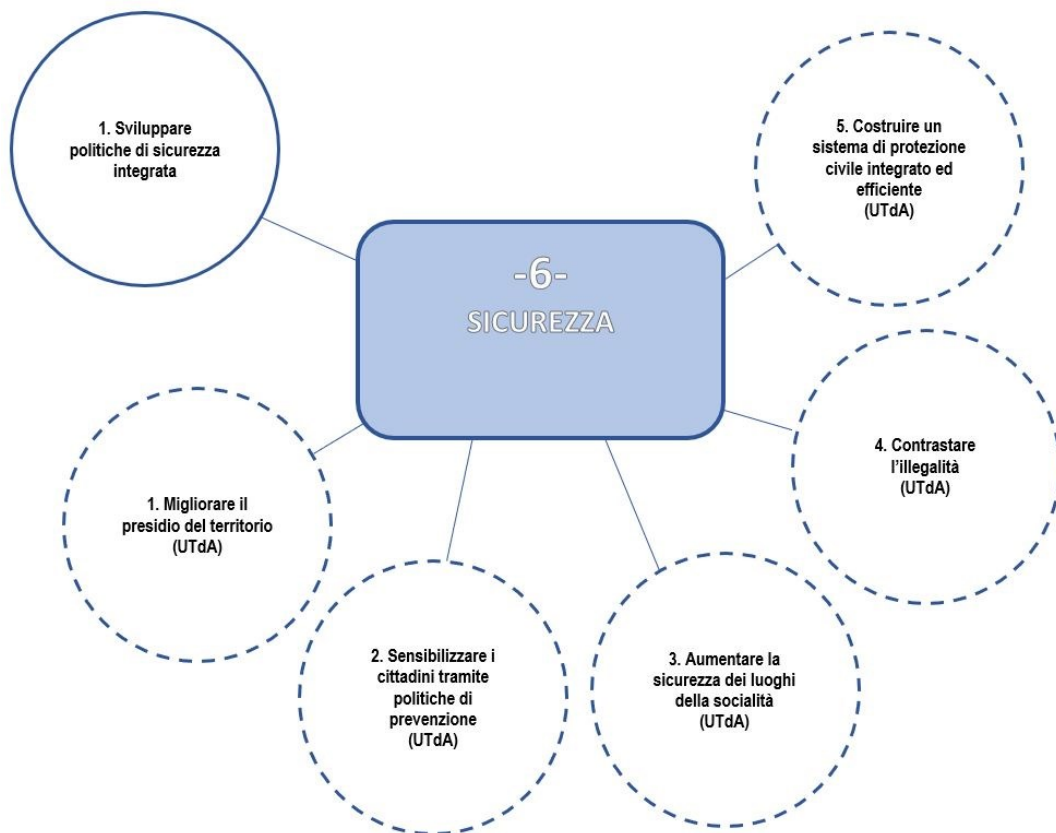 1. Sviluppare
politiche di sicurezza
integrata
5. Costruire un
sistema di protezione
civile integrato ed
efficiente
(UTdA)
-6-
SICUREZZA
4. Contrastare
l'illegalità
(UTdA)
1. Migliorare il
presidio del territorio
(UTdA)
2. Sensibilizzare i
cittadini tramite
politiche di
prevenzione
(UTdA)
3. Aumentare la
sicurezza dei luoghi
della socialità
(UTdA)